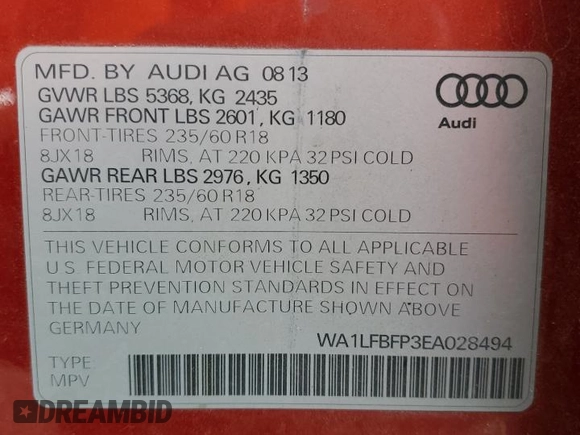 MFD. BY AUDI AG 0813
GVWR LBS 5368, KG 2435
GAWR FRONT LBS 2601, KG 1180
FRONT-TIRES 235/60 R18
8JX18 RIMS, AT 220 KPA 32 PSI COLD
GAWR REAR LBS 2976, KG 1350
REAR-TIRES 235/60 R18
8JX18 RIMS, AT 220 KPA 32 PSI COLD
Audi
THIS VEHICLE CONFORMS TO ALL APPLICABLE
U.S. FEDERAL MOTOR VEHICLE SAFETY AND
THEFT PREVENTION STANDARDS IN EFFECT ON
THE DATE OF MANUFACTURE SHOWN ABOVE
GERMANY
WA1LFBFP3EA028494
TYPE
MPV
DREAMBID